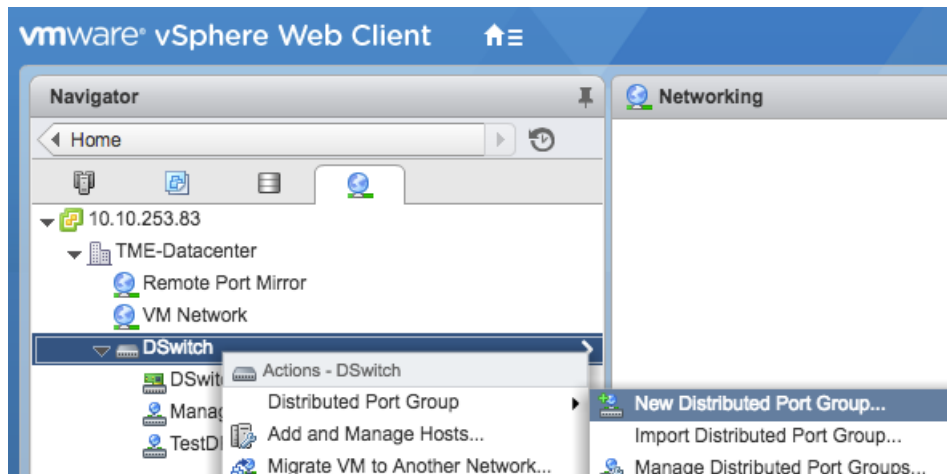 vmware® vSphere Web Client
Navigator
Networking
Home
10.10.253.83
TME-Datacenter
Remote Port Mirror
VM Network
DSwitch
Actions - DSwitch
Distributed Port Group
New Distributed Port Group...
Add and Manage Hosts...
Import Distributed Port Group...
Migrate VM to Another Network...
Manage Distributed Port Groups...